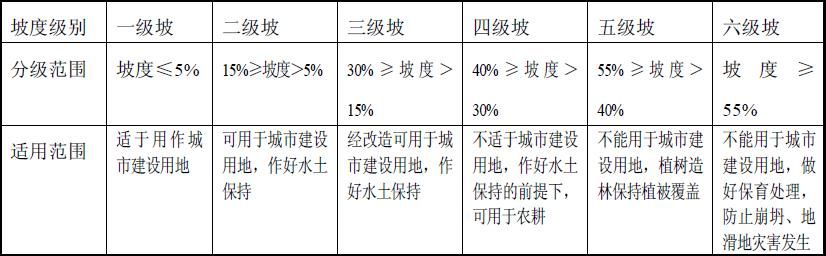 坡度级别 一级坡 二级坡 三级坡 四级坡 五级坡 六级坡
分级范围 坡度≤5% 15%≥坡度>5% 30%≥坡度> 40%≥坡度> 55%≥坡度> 坡度≥
15% 30% 40% 55%
适用范围 适于用作城 可用于城市建设 经改造可用于城 不适于城市建设 不能用于城市建 不能用于城市
市建设用地 用地，作好水土 市建设用地，作 用地，作好水土 设用地，植树造 建设用地，做
保持 好水土保持 保持的前提下， 林保持植被覆盖 好保育处理，
可用于农耕 防止崩坍、地
滑地灾害发生